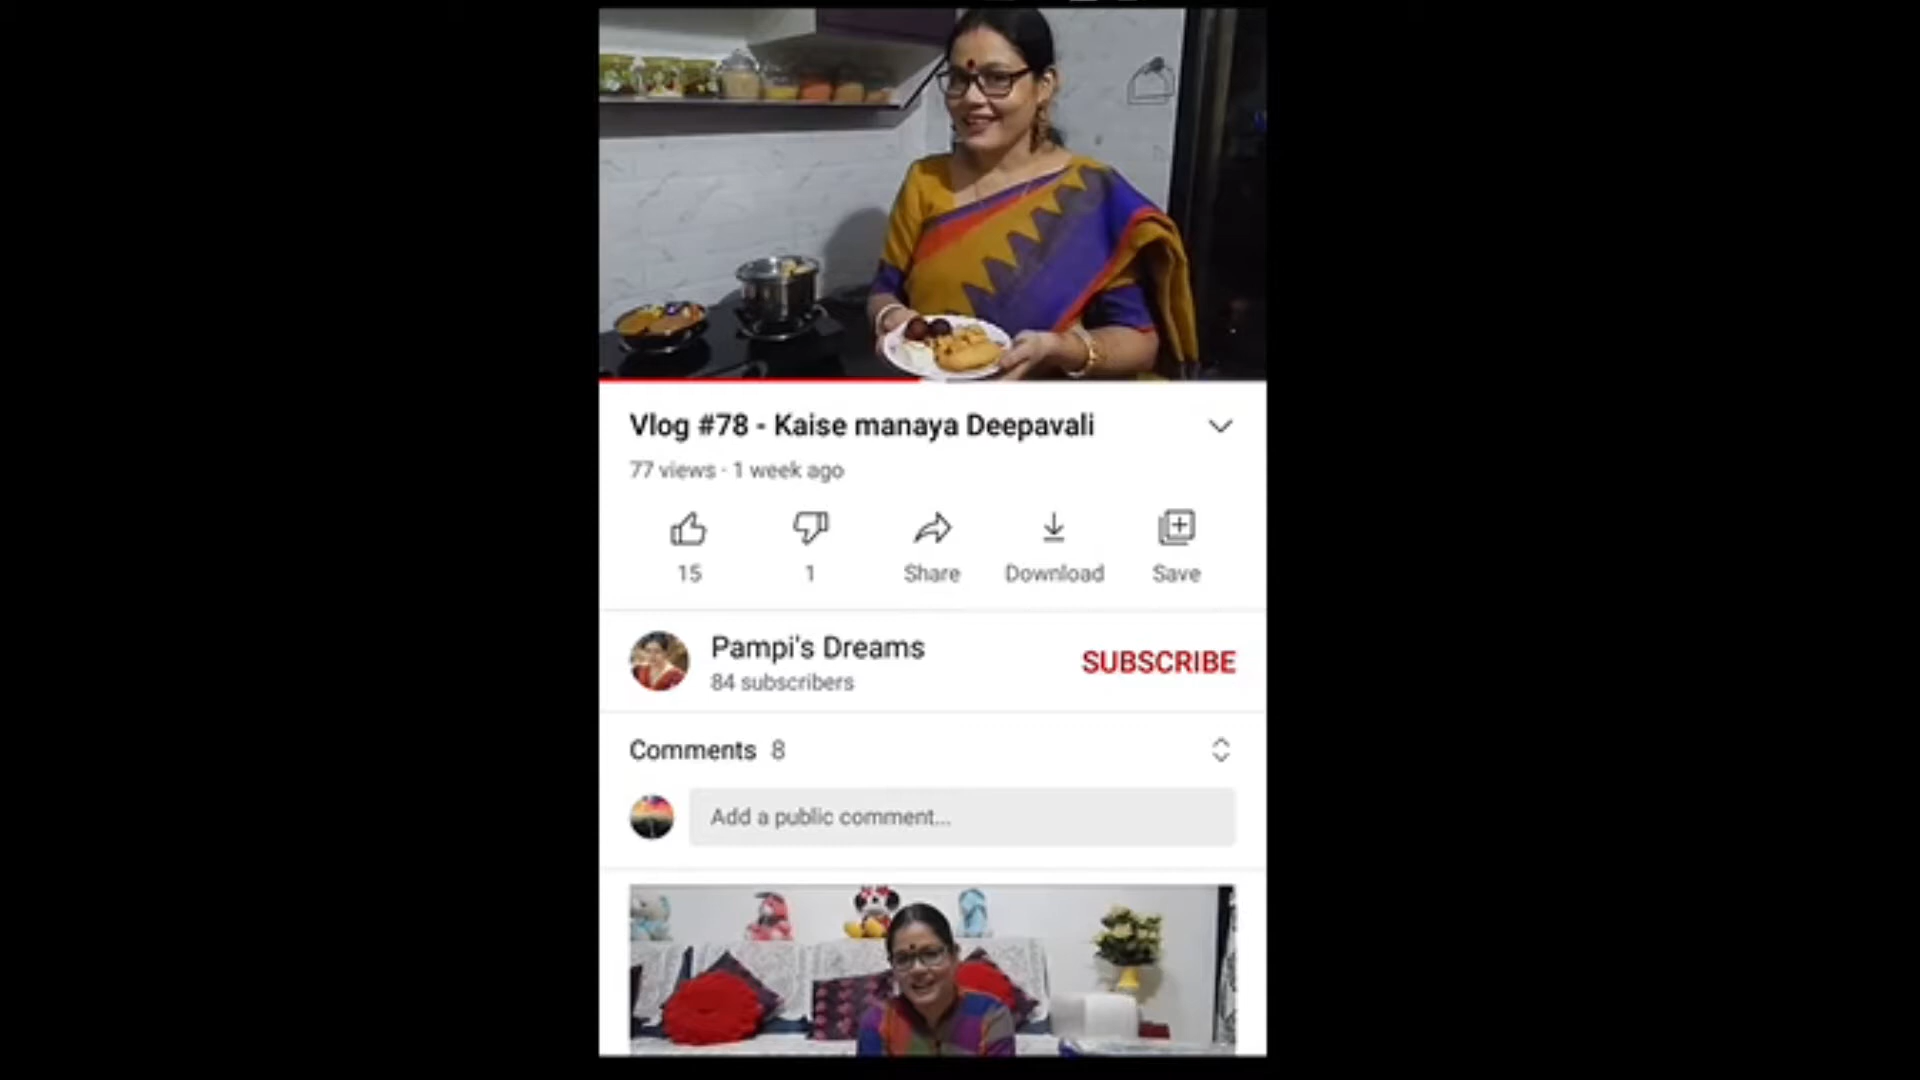 Vlog #78 - Kaise manaya Deepavali
77 views · 1 week ago
15
1
Share
Download
Save
Pampi's Dreams
84 subscribers
SUBSCRIBE
Comments 8
Add a public comment...